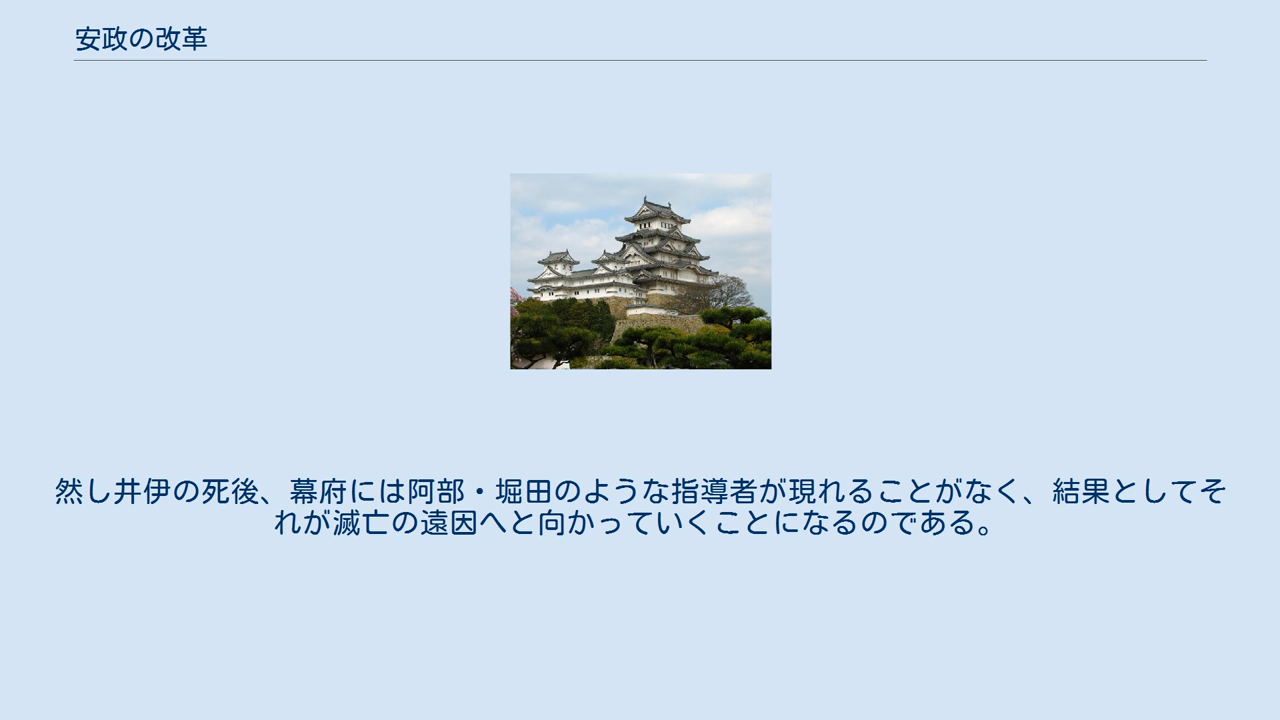 安政の改革
然し井伊の死後、幕府には阿部・堀田のような指導者が現れることがなく、結果としてそ
れが滅亡の遠因へと向かっていくことになるのである。